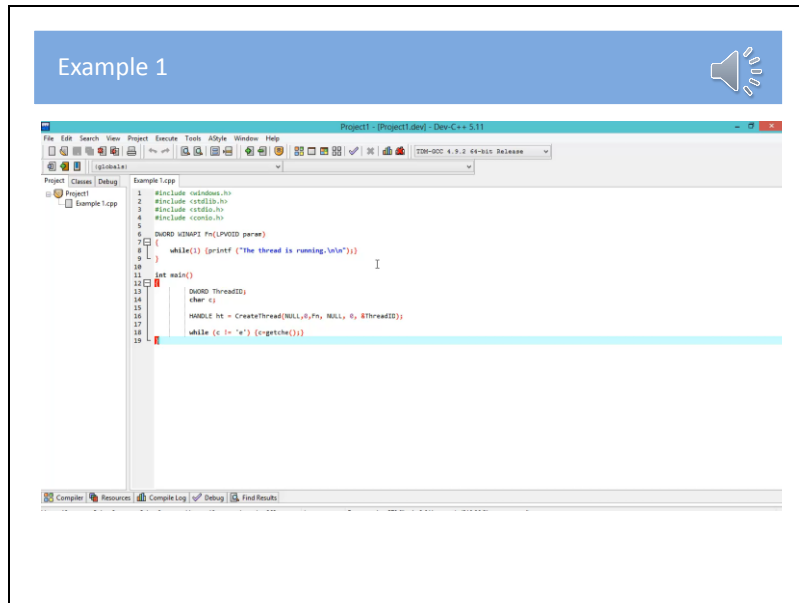 Example 1
Project1 - [Project1.dev] - Dev-C++ 5.11
File Edit Search View Project Execute Tools AStyle Window Help
TDM-GCC 4.9.2 64-bit Release
(globals)
Project Classes Debug Example 1.cpp
Project1
Example 1.cpp
1 #include <windows.h>
2 #include <stdlib.h>
3 #include <stdio.h>
4 #include <conio.h>
5
6 DWORD WINAPI Fn(LPVOID param)
7 {
8 while(1) {printf ("The thread is running.\n\n");}
9 }
10
11 int main()
12 {
13 DWORD ThreadID;
14 char c;
15
16 HANDLE ht = CreateThread(NULL,0,Fn, NULL, 0, &ThreadID);
17
18 while (c != 'e') {c=getche();}
19 }
Compiler Resources Compile Log Debug Find Results